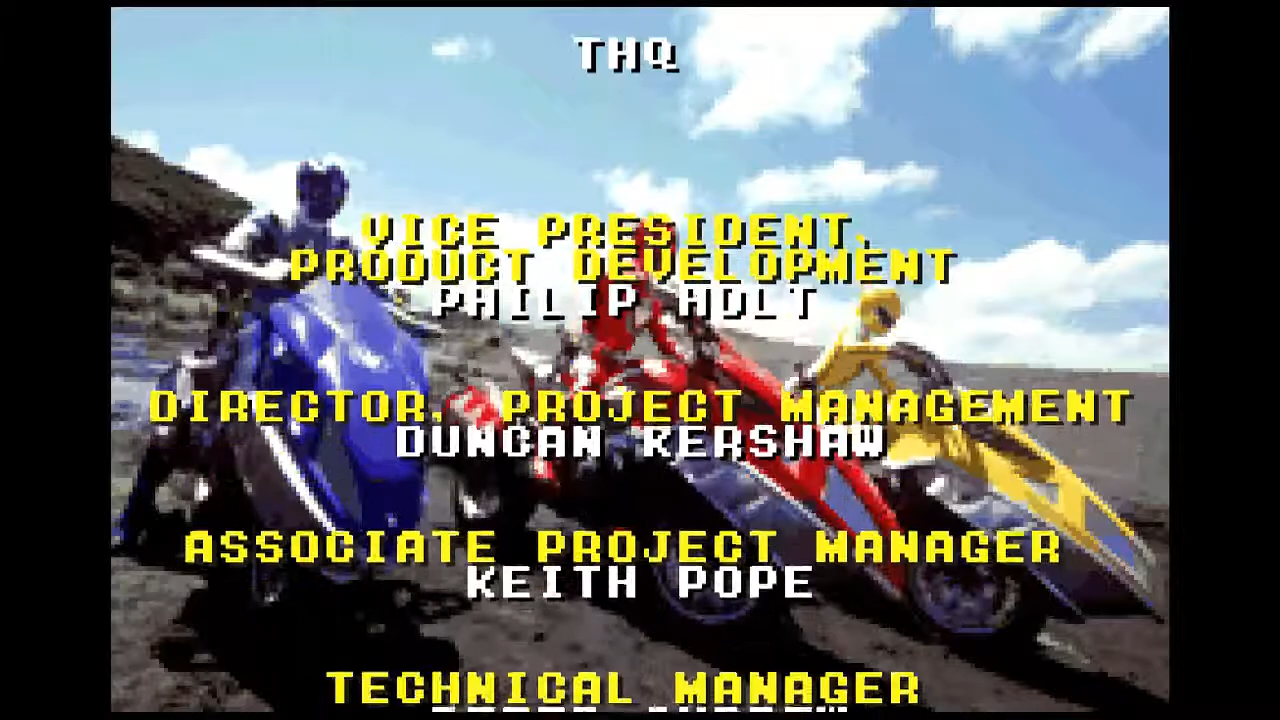 THQ
VICE PRESIDENT,
PRODUCT DEVELOPMENT
PHILIP HOLT
DIRECTOR, PROJECT MANAGEMENT
DUNCAN KERSHAW
ASSOCIATE PROJECT MANAGER
KEITH POPE
TECHNICAL MANAGER